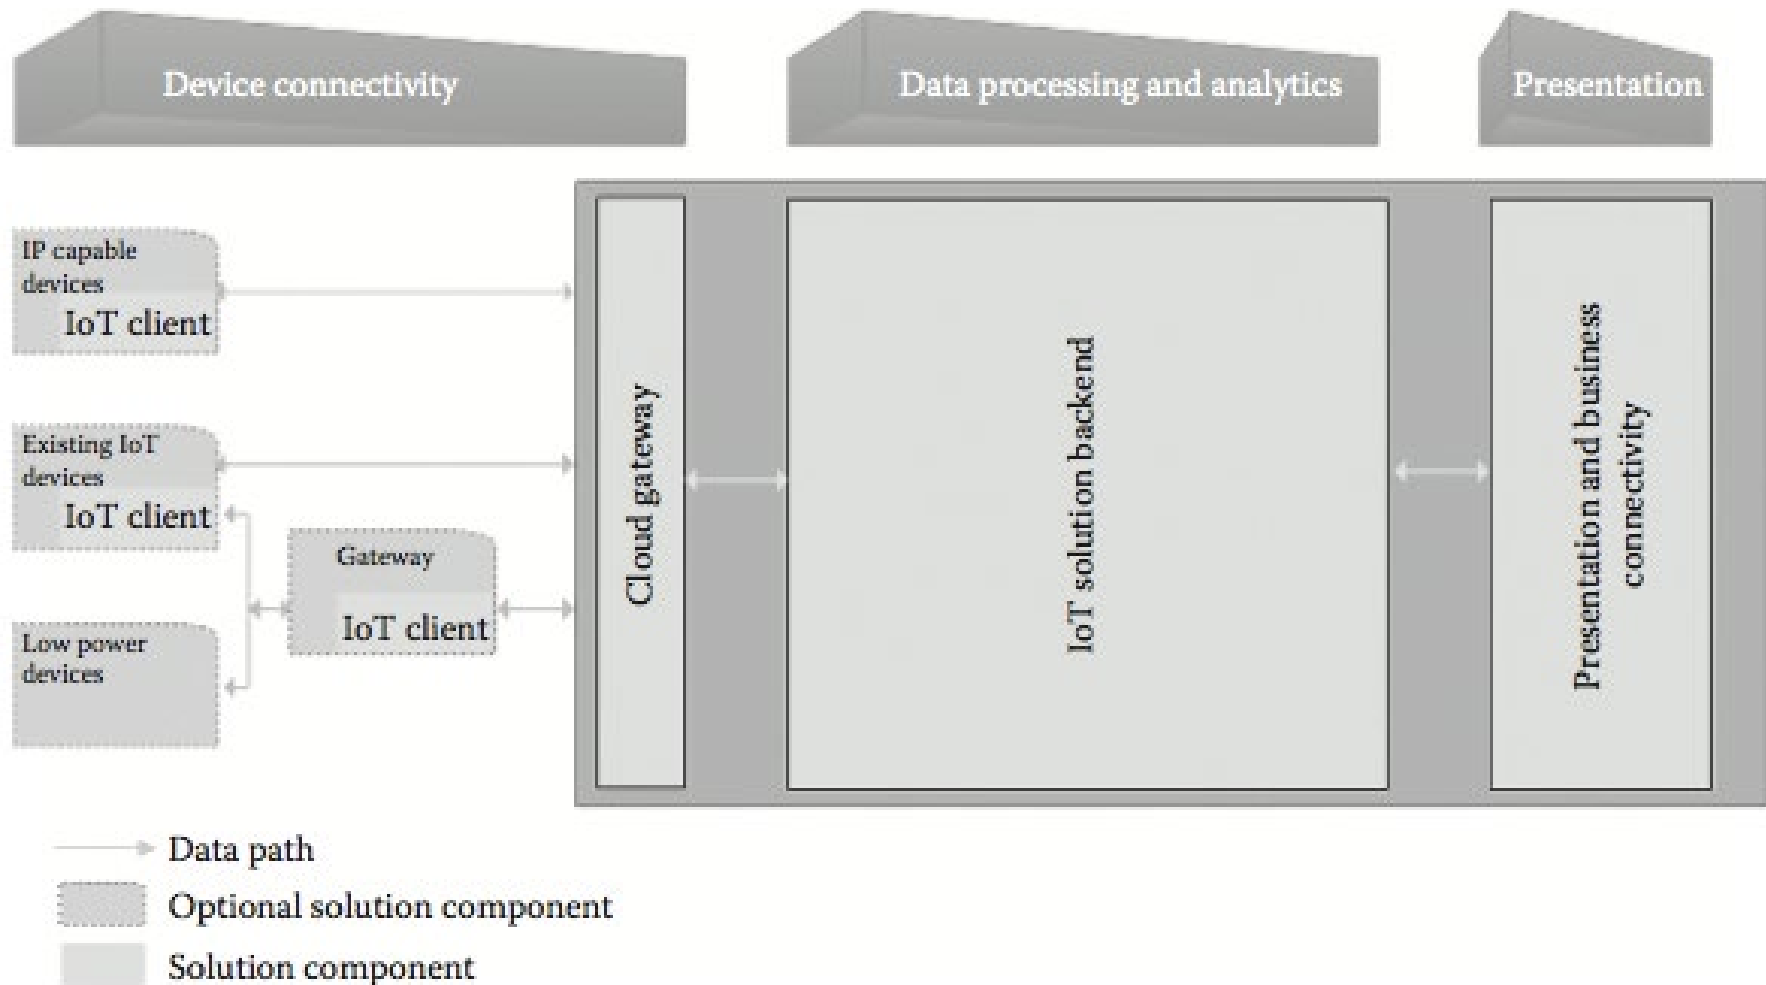 Device connectivity
Data processing and analytics
Presentation
IP capable
devices
IoT client
Existing IoT
devices
IoT client
Gateway
IoT client
Low power
devices
Cloud gateway
IoT solution backend
Presentation and business
connectivity
Data path
Optional solution component
Solution component